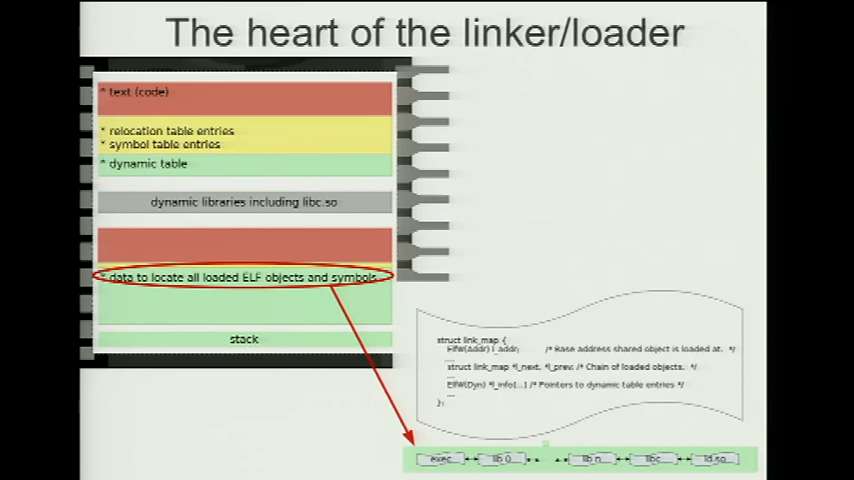 The heart of the linker/loader
* text (code)
* relocation table entries
* symbol table entries
* dynamic table
dynamic libraries including libc.so
* data to locate all loaded ELF objects and symbols
stack
struct link_map {
ElfW(Addr) l_addr; /* Base address shared object is loaded at. */
...
struct link_map *l_next, *l_prev; /* Chain of loaded objects. */
...
ElfW(Dyn) *l_info[...] /* Pointers to dynamic table entries */
...
};
exec lib 0 lib n libc ld.so